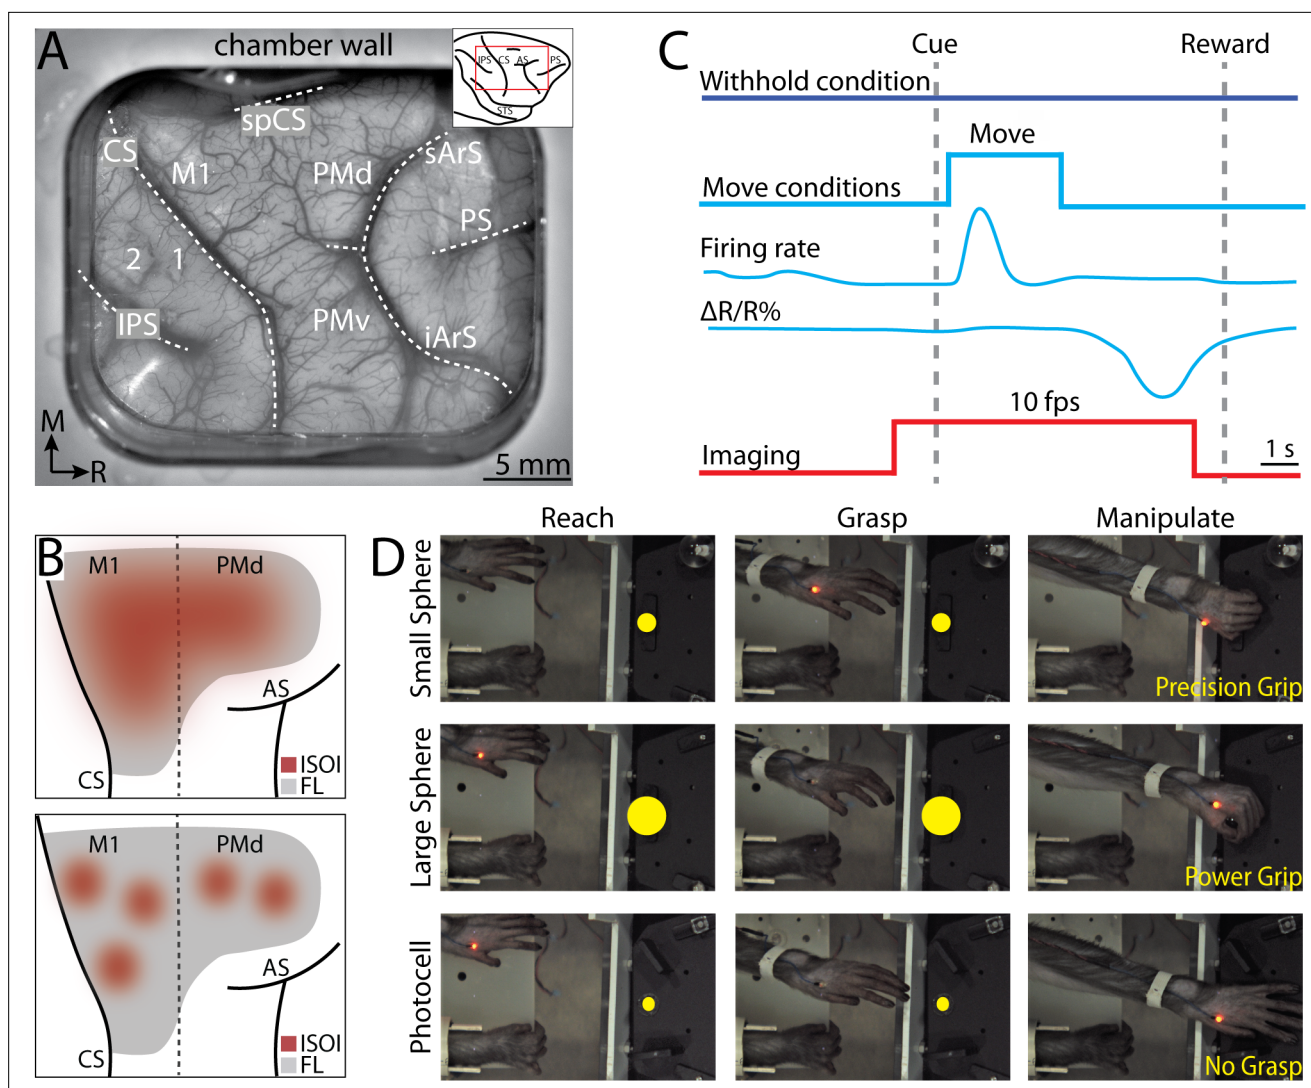 A
chamber wall
IPS
CS
AS
PS
STS
spCS
CS
M1
PMd
sArS
PS
2
1
IPS
PMv
iArS
M
R
5 mm
B
M1
PMd
AS
CS
ISOI
FL
M1
PMd
AS
CS
ISOI
FL
C
Cue
Reward
Withhold condition
Move
Move conditions
Firing rate
ΔR/R%
10 fps
Imaging
1 s
D
Reach
Grasp
Manipulate
Small Sphere
Precision Grip
Large Sphere
Power Grip
Photocell
No Grasp